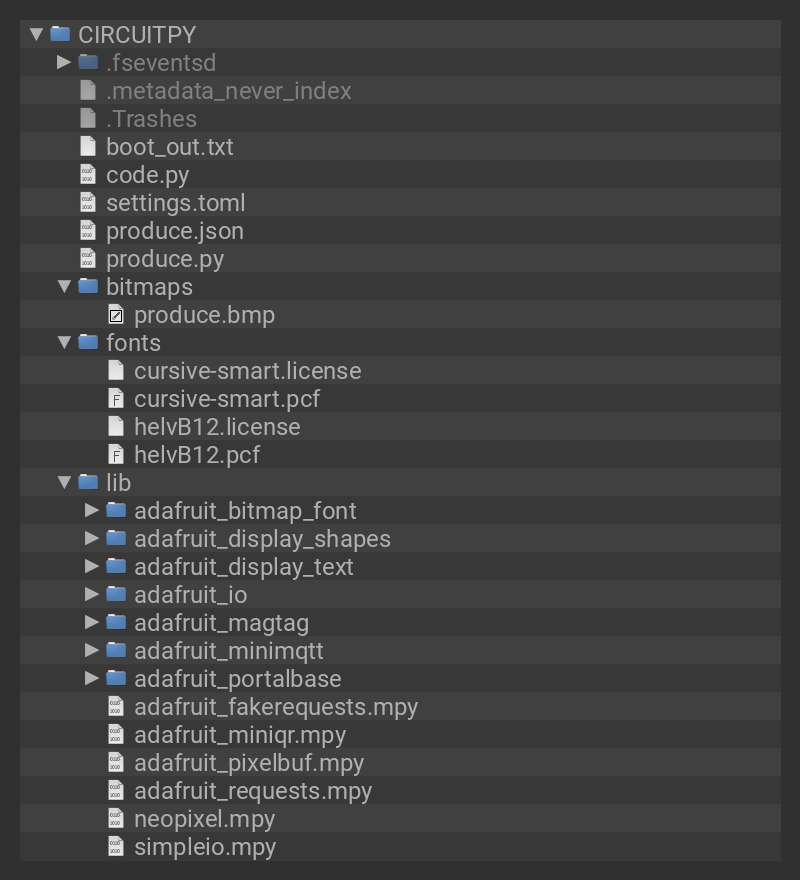 CIRCUITPY
.fseventsd
.metadata_never_index
.Trashes
boot_out.txt
code.py
settings.toml
produce.json
produce.py
bitmaps
produce.bmp
fonts
cursive-smart.license
cursive-smart.pcf
helvB12.license
helvB12.pcf
lib
adafruit_bitmap_font
adafruit_display_shapes
adafruit_display_text
adafruit_io
adafruit_magtag
adafruit_minimqtt
adafruit_portalbase
adafruit_fakerequests.mpy
adafruit_miniqr.mpy
adafruit_pixelbuf.mpy
adafruit_requests.mpy
neopixel.mpy
simpleio.mpy